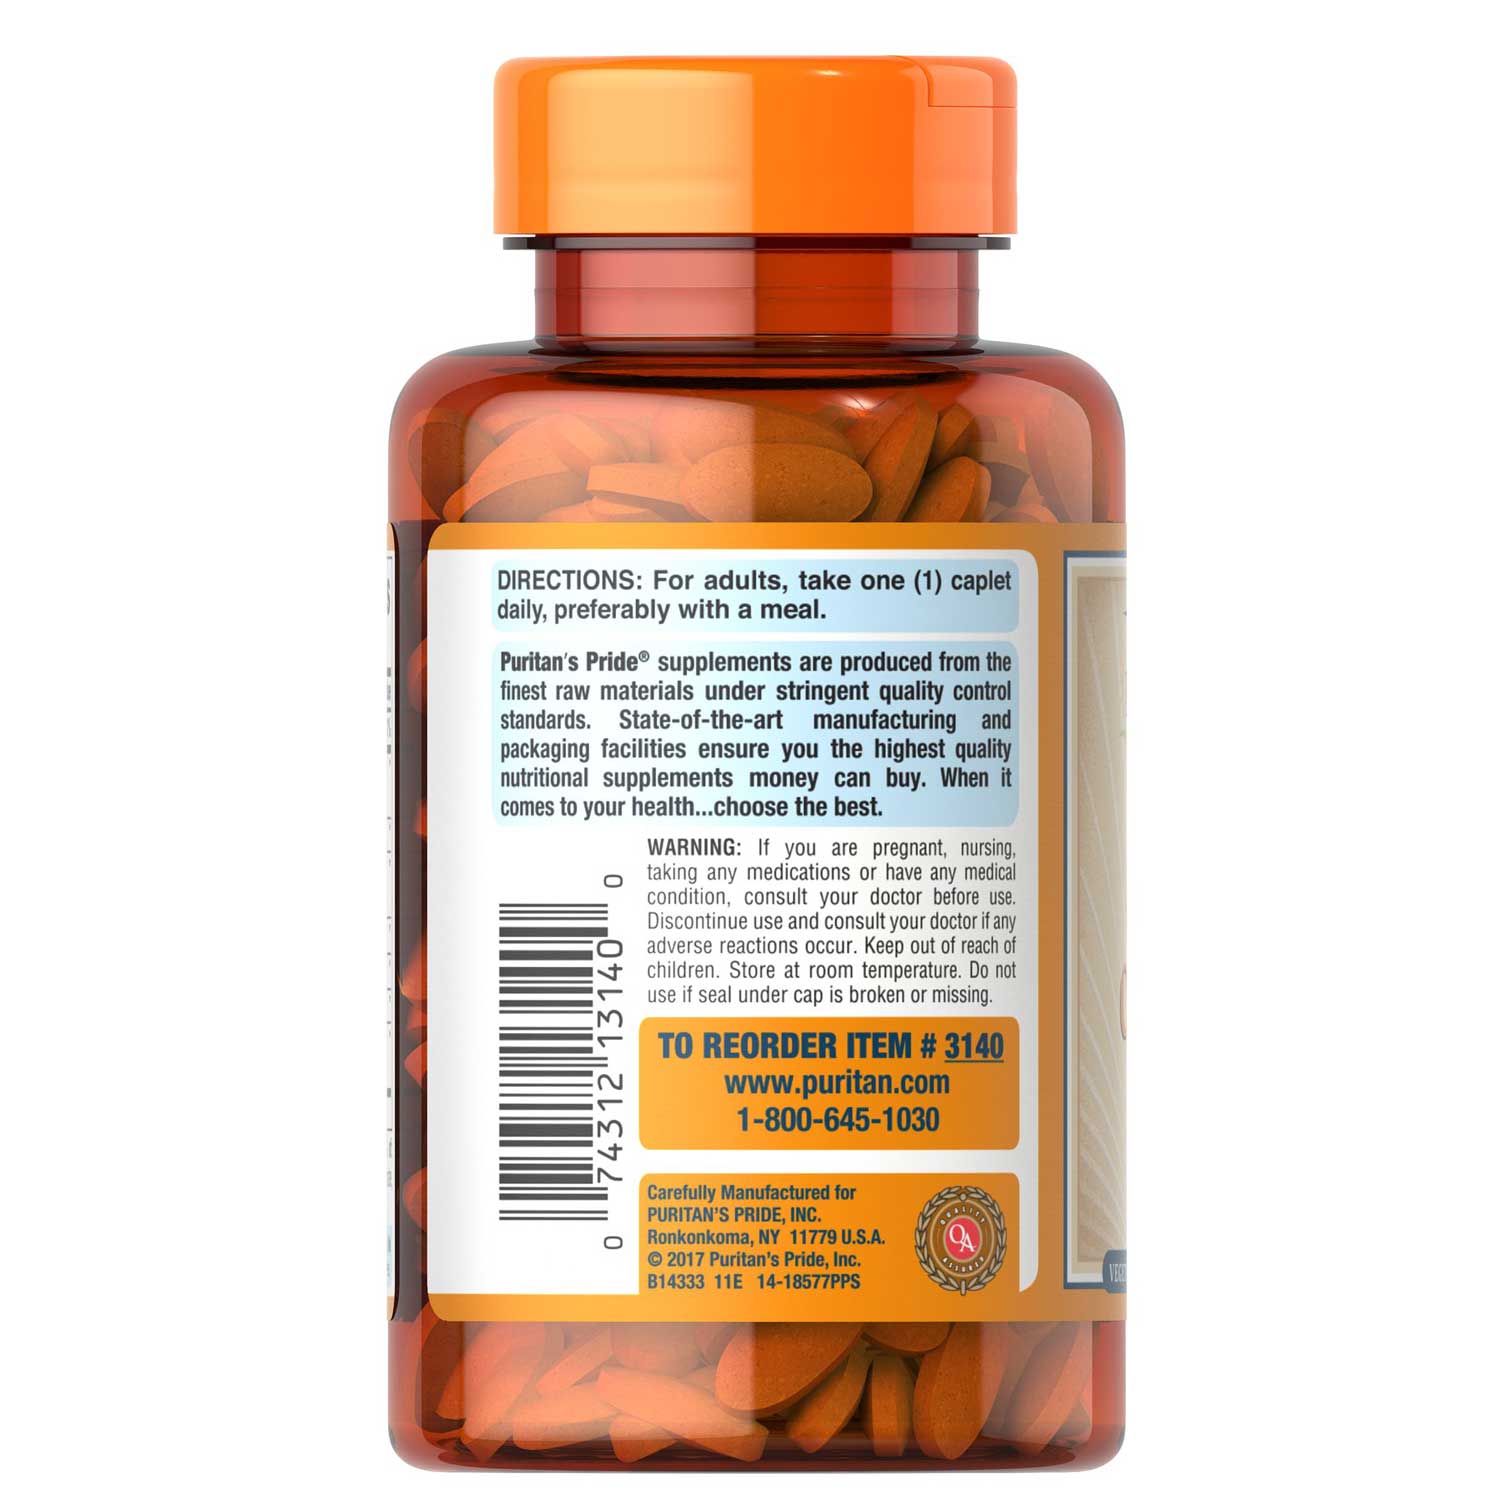 DIRECTIONS: For adults, take one (1) caplet
daily, preferably with a meal.
Puritan's Pride® supplements are produced from the
finest raw materials under stringent quality control
standards. State-of-the-art manufacturing and
packaging facilities ensure you the highest quality
nutritional supplements money can buy. When it
comes to your health...choose the best.
WARNING: If you are pregnant, nursing,
taking any medications or have any medical
condition, consult your doctor before use.
Discontinue use and consult your doctor if any
adverse reactions occur. Keep out of reach of
children. Store at room temperature. Do not
use if seal under cap is broken or missing.
0 74312 13140 0
TO REORDER ITEM # 3140
www.puritan.com
1-800-645-1030
Carefully Manufactured for
PURITAN'S PRIDE, INC.
Ronkonkoma, NY 11779 U.S.A.
© 2017 Puritan's Pride, Inc.
B14333 11E 14-18577PPS
QUALITY
QA
ASSURED